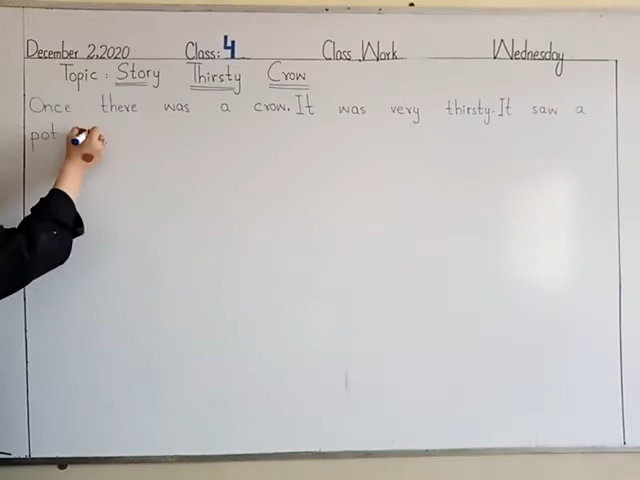 December 2,2020 Class: 4 Class Work Wednesday
Topic: Story Thirsty Crow
Once there was a crow. It was very thirsty. It saw a
pot